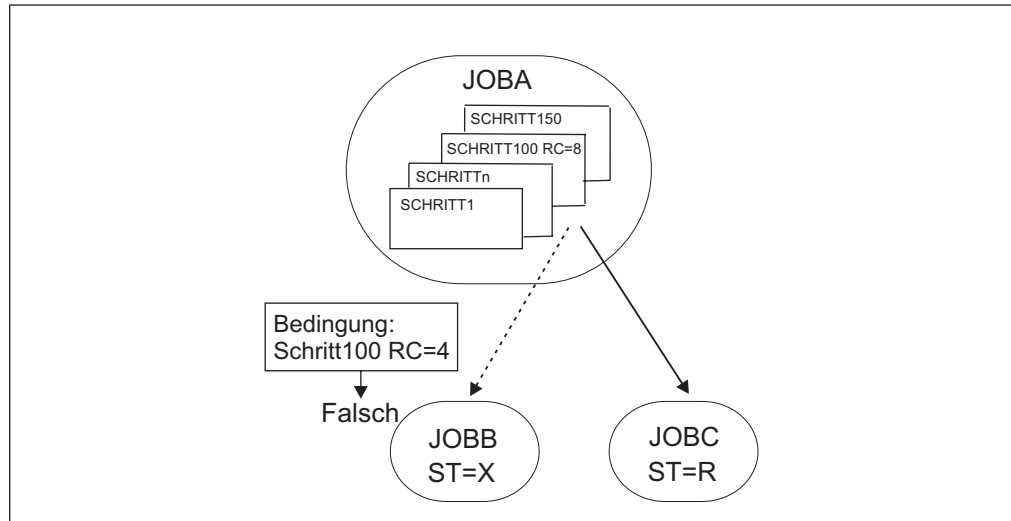 JOBA
SCHRITT150
SCHRITT100 RC=8
SCHRITTn
SCHRITT1
Bedingung:
Schritt100 RC=4
Falsch
JOBB
ST=X
JOBC
ST=R